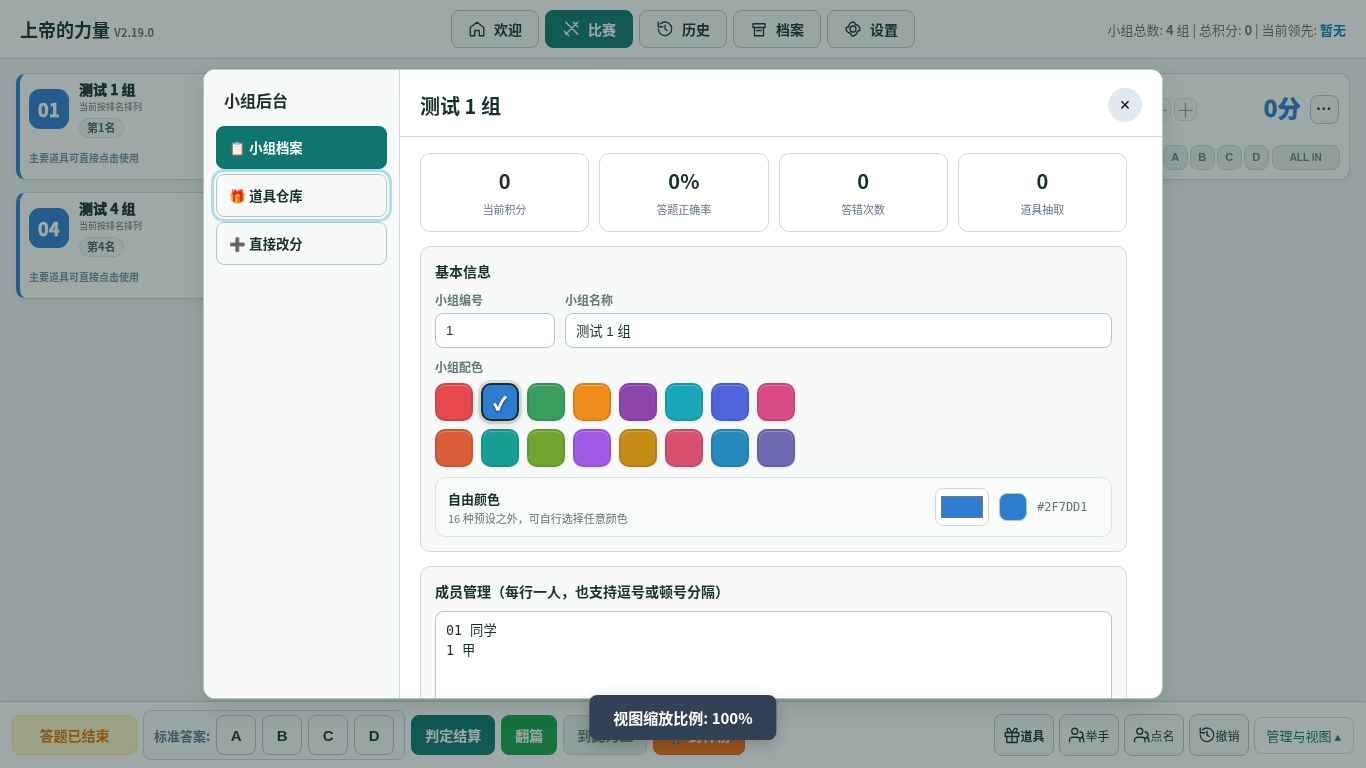 上帝的力量 V2.19.0
欢迎
比赛
历史
档案
设置
小组总数: 4 组 | 总积分: 0 | 当前领先: 暂无
01
测试 1 组
当前按排名排列
第1名
主要道具可直接点击使用
04
测试 4 组
当前按排名排列
第4名
主要道具可直接点击使用
0分
A
B
C
D
ALL IN
小组后台
小组档案
道具仓库
直接改分
测试 1 组
0
当前积分
0%
答题正确率
0
答错次数
0
道具抽取
基本信息
小组编号
小组名称
1
测试 1 组
小组配色
自由颜色
16 种预设之外，可自行选择任意颜色
#2F7DD1
成员管理（每行一人，也支持逗号或顿号分隔）
01 同学
1 甲
视图缩放比例: 100%
答题已结束
标准答案:
A
B
C
D
判定结算
翻篇
道具
举手
点名
撤销
管理与视图▴